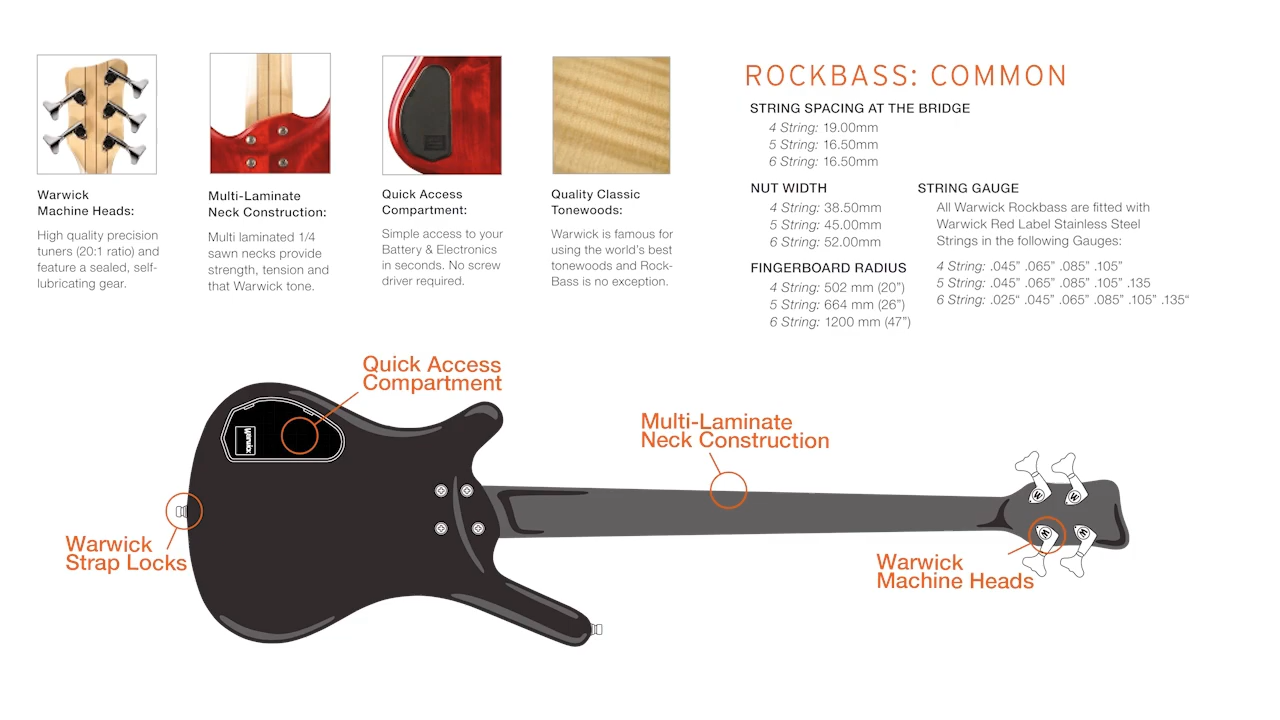 Warwick
Machine Heads:
High quality precision
tuners (20:1 ratio) and
feature a sealed, self-
lubricating gear.
Multi-Laminate
Neck Construction:
Multi laminated 1/4
sawn necks provide
strength, tension and
that Warwick tone.
Quick Access
Compartment:
Simple access to your
Battery & Electronics
in seconds. No screw
driver required.
Quality Classic
Tonewoods:
Warwick is famous for
using the world's best
tonewoods and Rock-
Bass is no exception.
ROCKBASS: COMMON
STRING SPACING AT THE BRIDGE
4 String: 19.00mm
5 String: 16.50mm
6 String: 16.50mm
NUT WIDTH
4 String: 38.50mm
5 String: 45.00mm
6 String: 52.00mm
FINGERBOARD RADIUS
4 String: 502 mm (20”)
5 String: 664 mm (26”)
6 String: 1200 mm (47”)
STRING GAUGE
All Warwick Rockbass are fitted with
Warwick Red Label Stainless Steel
Strings in the following Gauges:
4 String: .045” .065” .085” .105”
5 String: .045” .065” .085” .105” .135
6 String: .025“ .045” .065” .085” .105” .135“
Quick Access
Compartment
Multi-Laminate
Neck Construction
Warwick
Warwick
Strap Locks
Warwick
Machine Heads
W
W
W
W